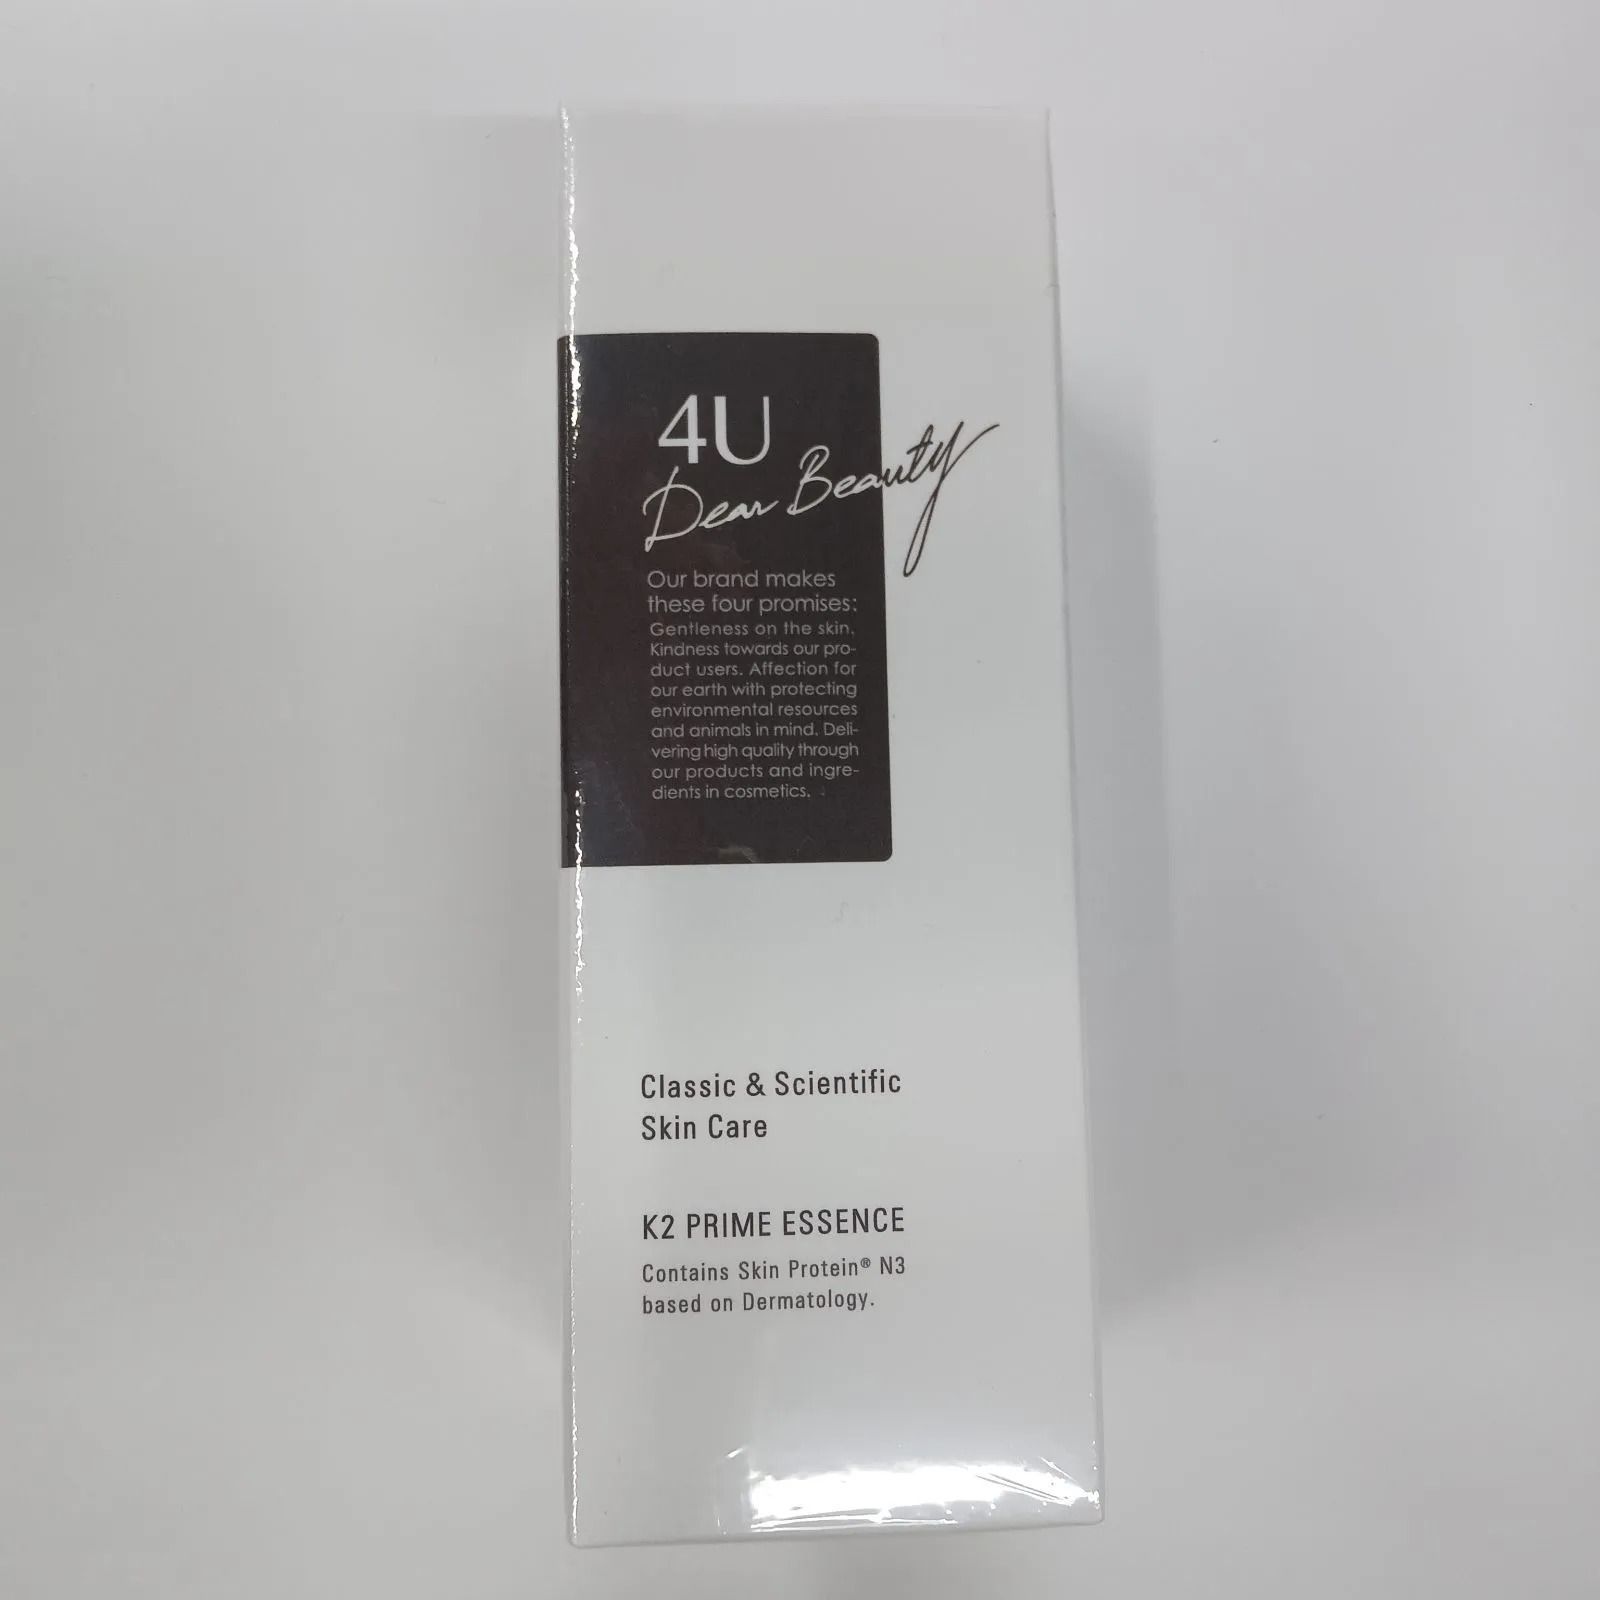 4U
Dear Beauty
Our brand makes
these four promises:
Gentleness on the skin.
Kindness towards our pro-
duct users. Affection for
our earth with protecting
environmental resources
and animals in mind. Deli-
vering high quality through
our products and ingre-
dients in cosmetics.
Classic & Scientific
Skin Care
K2 PRIME ESSENCE
Contains Skin Protein® N3
based on Dermatology.